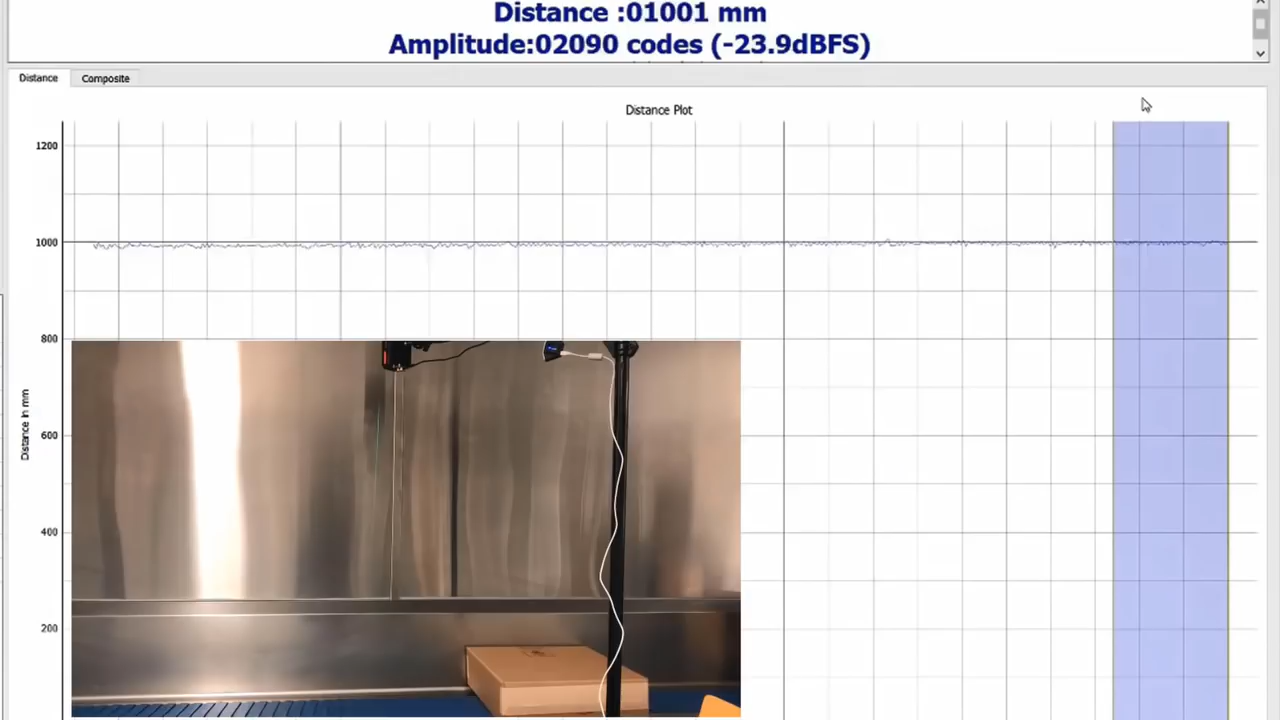 Distance :01001 mm
Amplitude:02090 codes (-23.9dBFS)
Distance
Composite
Distance Plot
1200
1000
800
600
400
200
Distance in mm